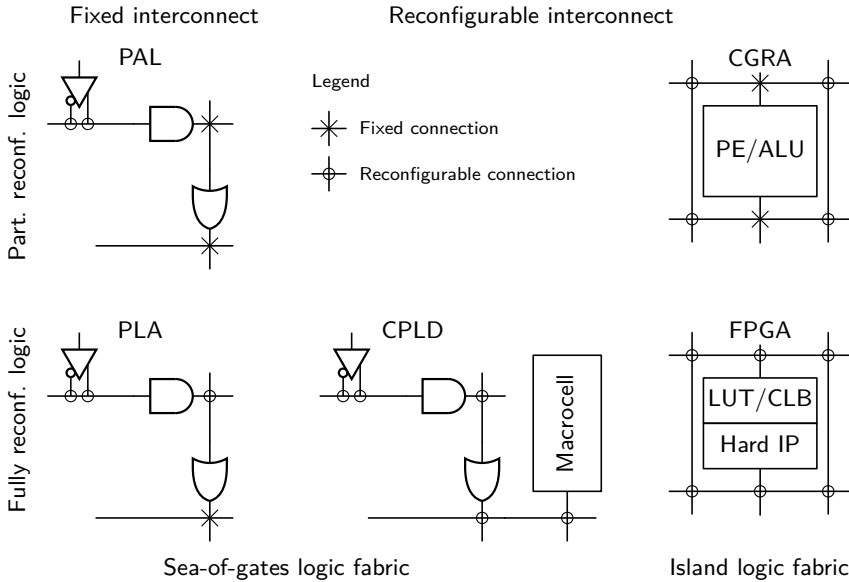 Fixed interconnect
Reconfigurable interconnect
Part. reconf. logic
PAL
Legend
Fixed connection
Reconfigurable connection
CGRA
PE/ALU
Fully reconf. logic
PLA
CPLD
Macrocell
FPGA
LUT/CLB
Hard IP
Sea-of-gates logic fabric
Island logic fabric